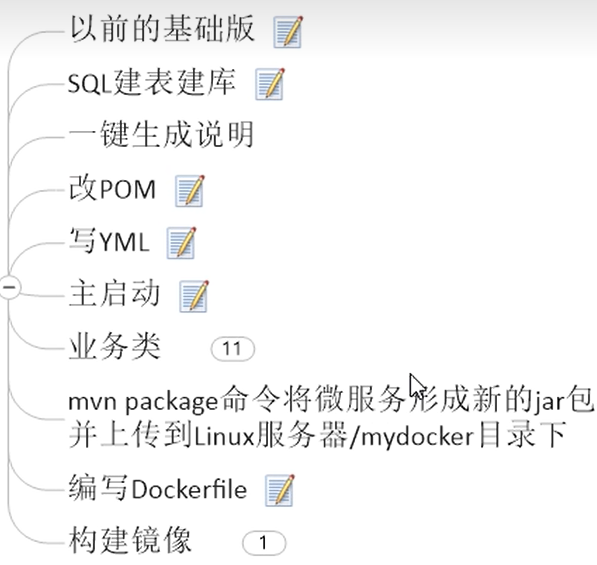 以前的基础版
SQL建表建库
一键生成说明
改POM
写YML
主启动
业务类 11
mvn package命令将微服务形成新的jar包
并上传到Linux服务器/mydocker目录下
编写Dockerfile
构建镜像 1